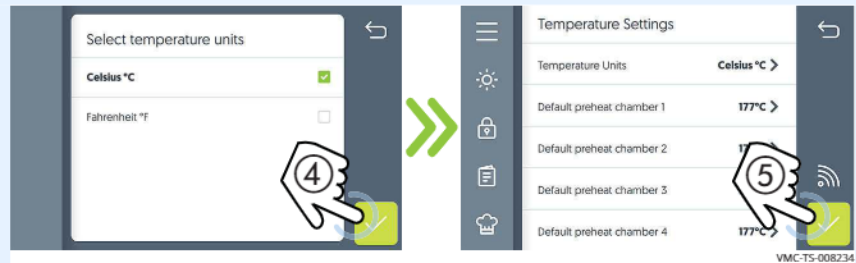 Select temperature units
Celsius °C
Fahrenheit °F
4
Temperature Settings
Temperature Units Celsius °C
Default preheat chamber 1 177°C
Default preheat chamber 2
Default preheat chamber 3
Default preheat chamber 4 177°C
5
VMC-TS-008234